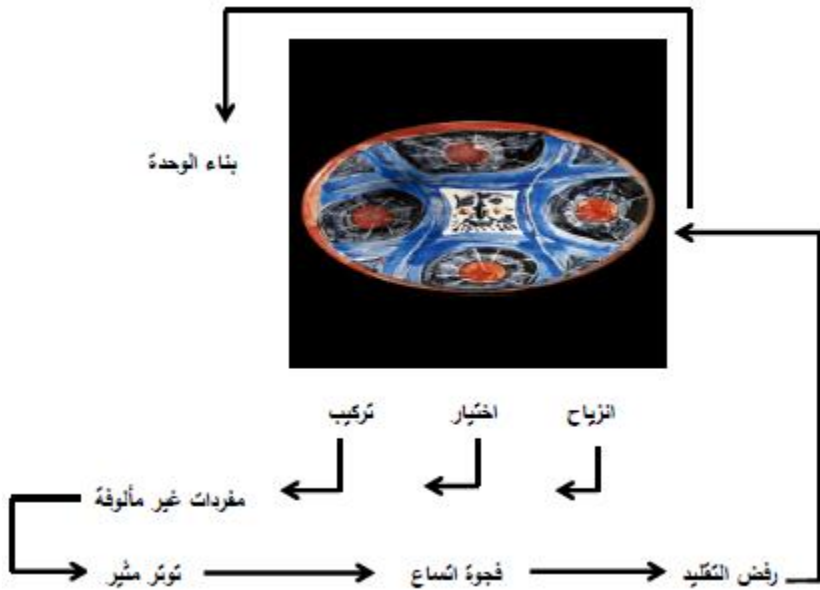 بناء الوحدة
انزياح اختيار تركيب
مفردات غير مألوفة
توتر مثير فجوة اتساع رفض التقليد